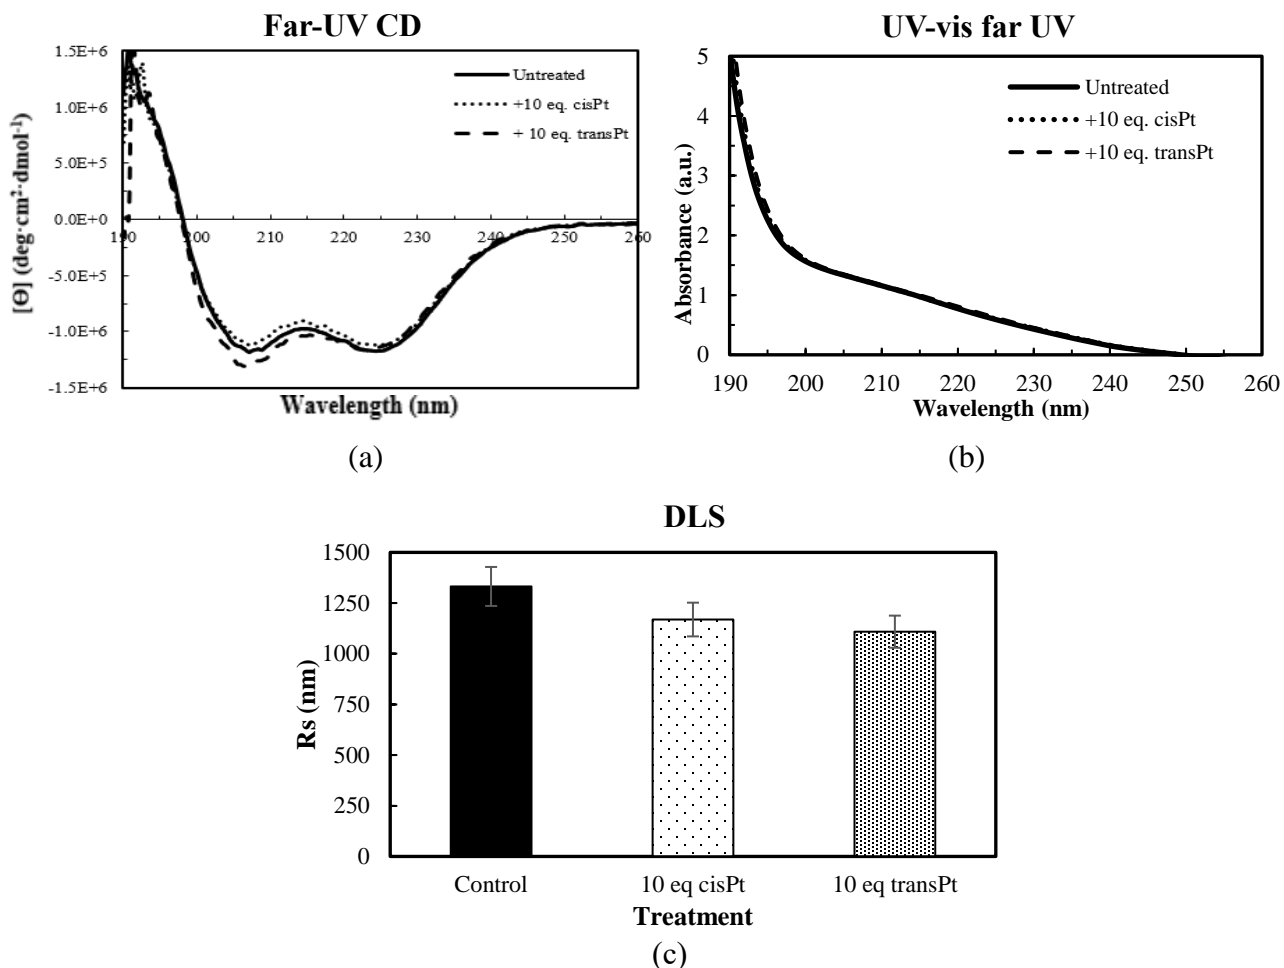 Far-UV CD
1.5E+6
1.0E+6
5.0E+5
0.0E+0
-5.0E+5
-1.0E+6
-1.5E+6
[Θ] (deg·cm²·dmol⁻¹)
Untreated
+10 eq. cisPt
+ 10 eq. transPt
190 200 210 220 230 240 250 260
Wavelength (nm)
(a)
UV-vis far UV
5
4
3
2
1
0
Absorbance (a.u.)
Untreated
+10 eq. cisPt
+10 eq. transPt
190 200 210 220 230 240 250 260
Wavelength (nm)
(b)
DLS
1500
1250
1000
750
500
250
0
Rs (nm)
Control 10 eq cisPt 10 eq transPt
Treatment
(c)